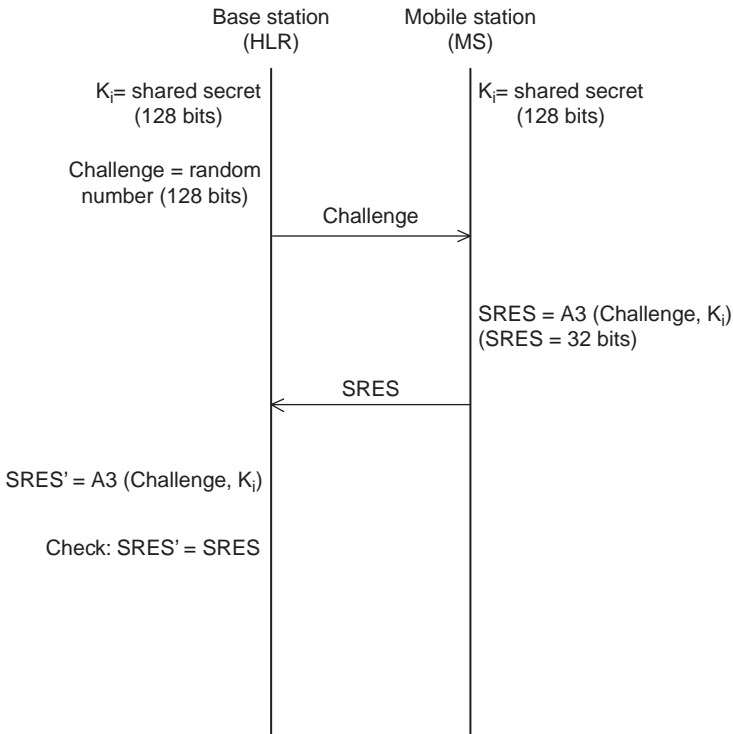 Base station
(HLR)
Mobile station
(MS)
Kᵢ= shared secret
(128 bits)
Kᵢ= shared secret
(128 bits)
Challenge = random
number (128 bits)
Challenge
SRES = A3 (Challenge, Kᵢ)
(SRES = 32 bits)
SRES
SRES’ = A3 (Challenge, Kᵢ)
Check: SRES’ = SRES